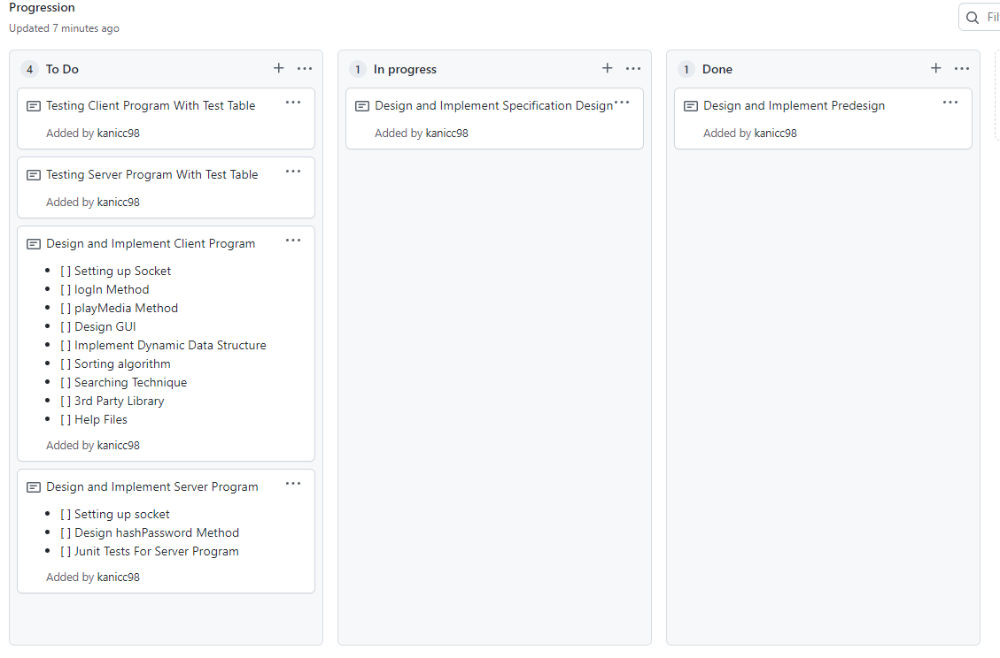 Progression
Updated 7 minutes ago
Fil
4 To Do
Testing Client Program With Test Table
Added by kanicc98
Testing Server Program With Test Table
Added by kanicc98
Design and Implement Client Program
• [ ] Setting up Socket
• [ ] logIn Method
• [ ] playMedia Method
• [ ] Design GUI
• [ ] Implement Dynamic Data Structure
• [ ] Sorting algorithm
• [ ] Searching Technique
• [ ] 3rd Party Library
• [ ] Help Files
Added by kanicc98
Design and Implement Server Program
• [ ] Setting up socket
• [ ] Design hashPassword Method
• [ ] Junit Tests For Server Program
Added by kanicc98
1 In progress
Design and Implement Specification Design
Added by kanicc98
1 Done
Design and Implement Predesign
Added by kanicc98